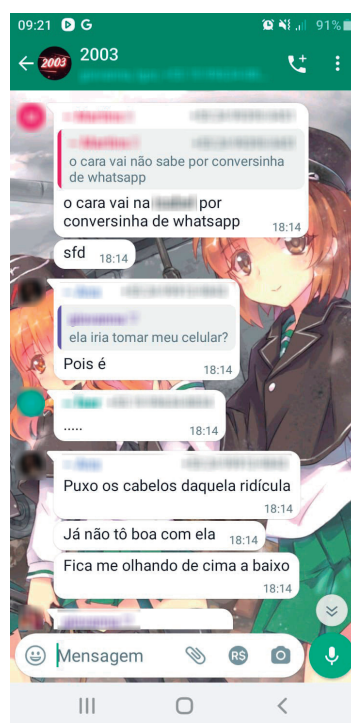 09:21 G 91%
2003
2003
o cara vai não sabe por conversinha
de whatsapp
o cara vai na por
conversinha de whatsapp 18:14
sfd 18:14
ela iria tomar meu celular?
Pois é 18:14
..... 18:14
Puxo os cabelos daquela ridícula
18:14
Já não tô boa com ela 18:14
Fica me olhando de cima a baixo
18:14
Mensagem RS